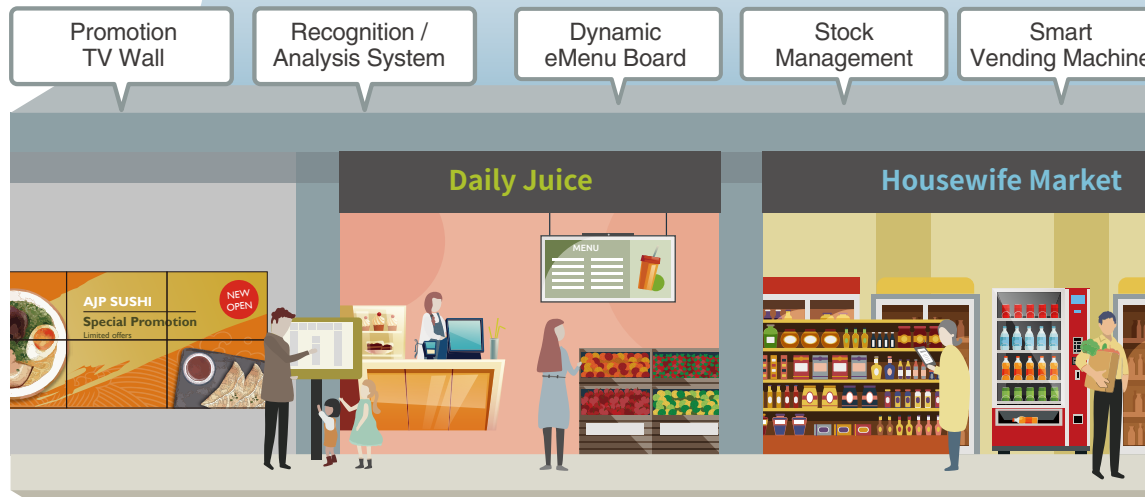 Promotion
TV Wall
Recognition /
Analysis System
Dynamic
eMenu Board
Stock
Management
Smart
Vending Machine
Daily Juice
Housewife Market
MENU
AJP SUSHI
Special Promotion
Limited offers
NEW
OPEN